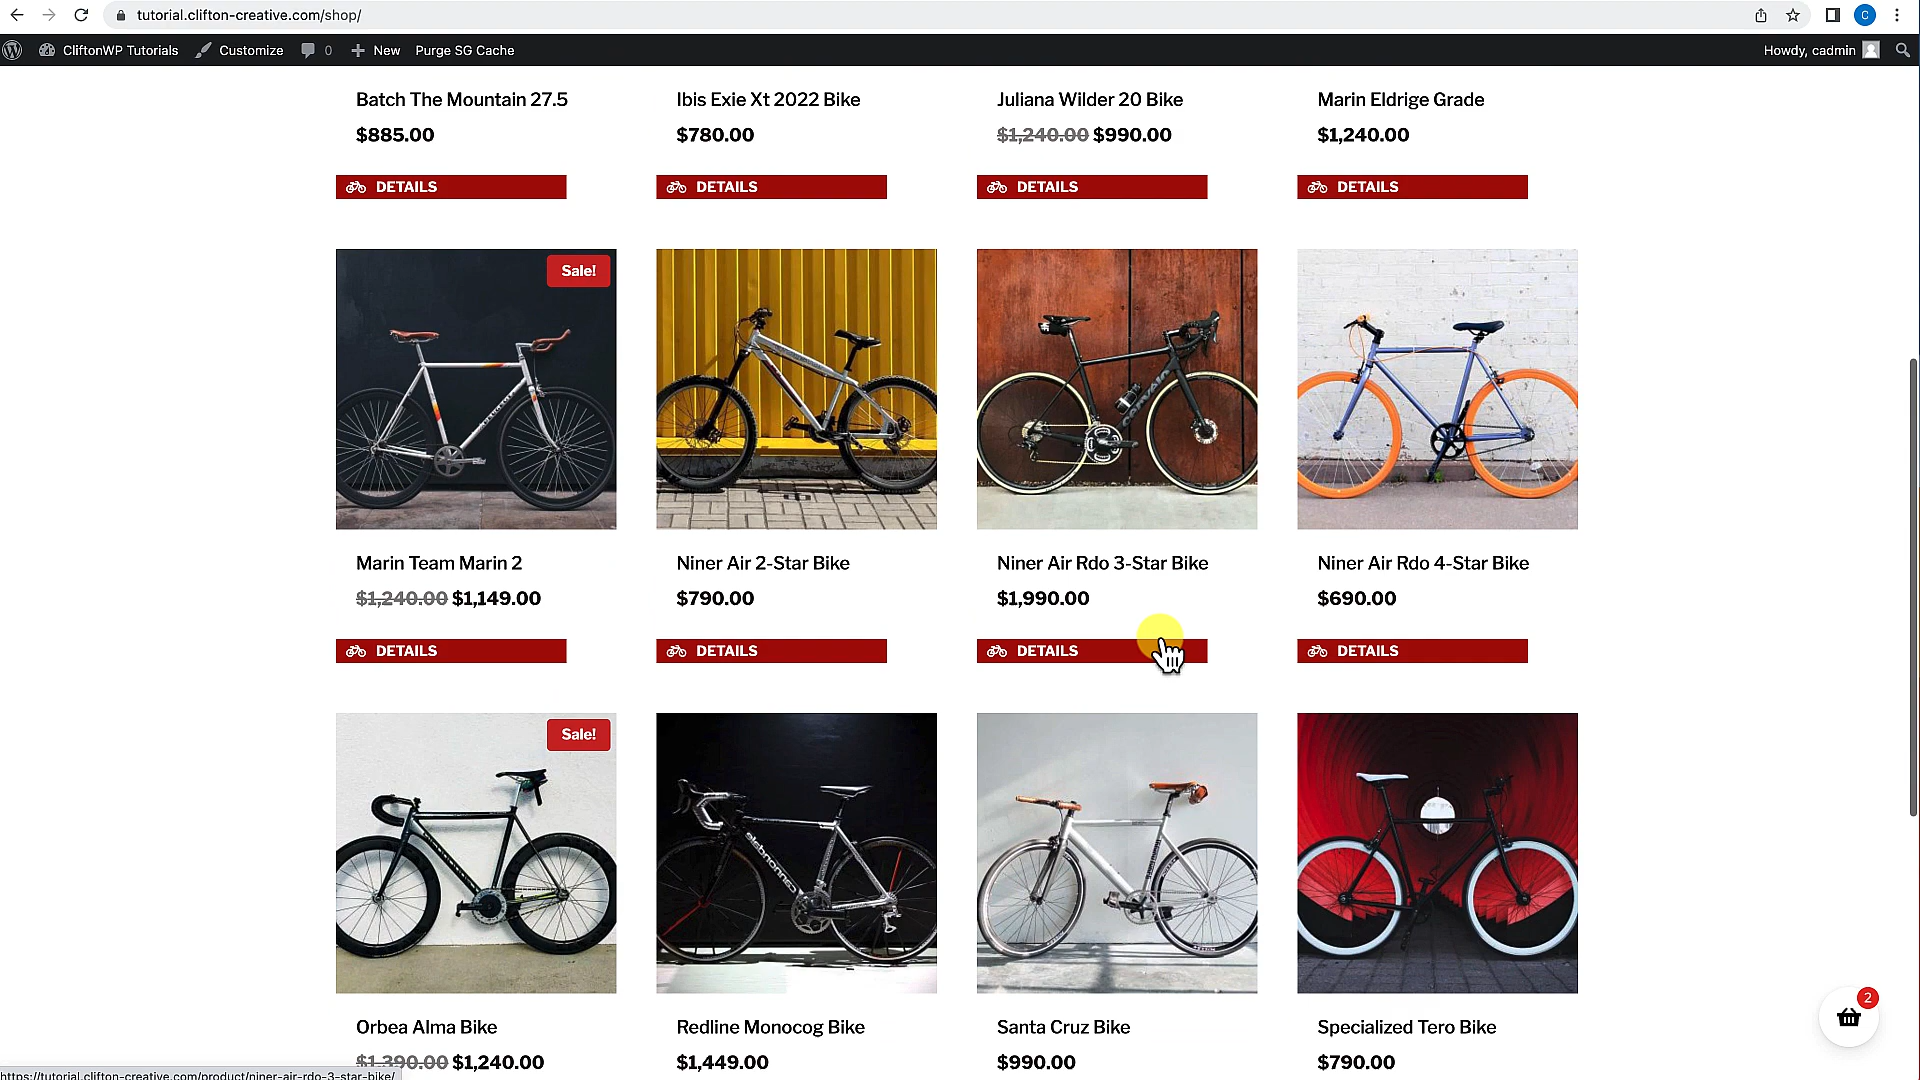 tutorial.clifton-creative.com/shop/
C
CliftonWP Tutorials Customize 0 New Purge SG Cache Howdy, cadmin
Batch The Mountain 27.5 Ibis Exie Xt 2022 Bike Juliana Wilder 20 Bike Marin Eldrige Grade
$885.00 $780.00 $1,240.00 $990.00 $1,240.00
DETAILS DETAILS DETAILS DETAILS
Sale!
Marin Team Marin 2 Niner Air 2-Star Bike Niner Air Rdo 3-Star Bike Niner Air Rdo 4-Star Bike
$1,240.00 $1,149.00 $790.00 $1,990.00 $690.00
DETAILS DETAILS DETAILS DETAILS
Sale!
cannondale
2
Orbea Alma Bike Redline Monocog Bike Santa Cruz Bike Specialized Tero Bike
$1,390.00 $1,240.00 $1,449.00 $990.00 $790.00
https://tutorial.clifton-creative.com/product/niner-air-rdo-3-star-bike/